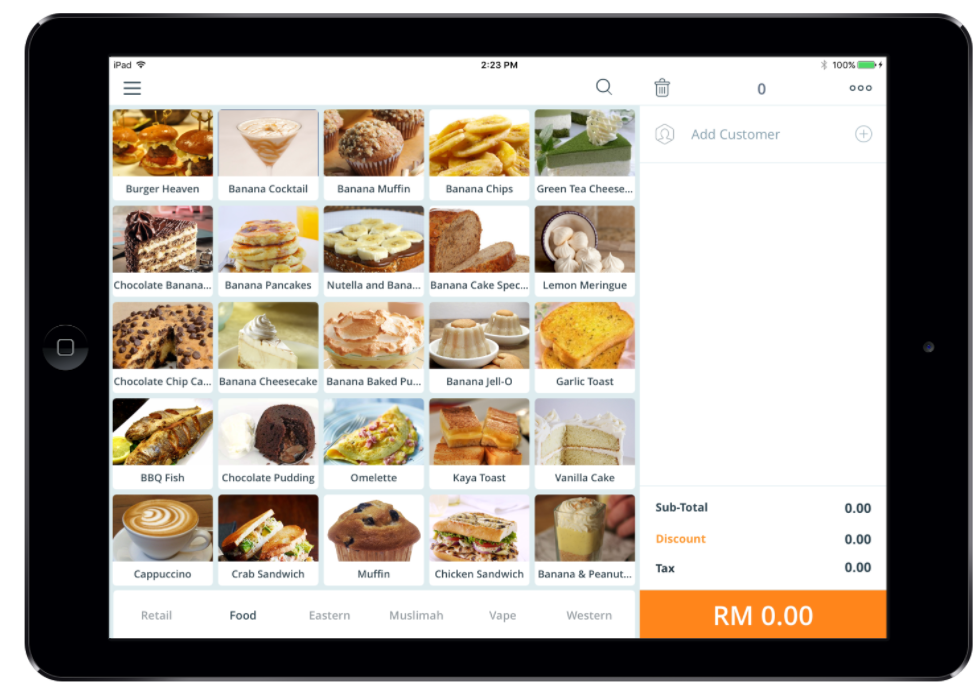 iPad 2:23 PM 100%
0
Add Customer
Burger Heaven Banana Cocktail Banana Muffin Banana Chips Green Tea Cheese...
Chocolate Banana... Banana Pancakes Nutella and Bana... Banana Cake Spec... Lemon Meringue
Chocolate Chip Ca... Banana Cheesecake Banana Baked Pu... Banana Jell-O Garlic Toast
BBQ Fish Chocolate Pudding Omelette Kaya Toast Vanilla Cake
Cappuccino Crab Sandwich Muffin Chicken Sandwich Banana & Peanut...
Sub-Total 0.00
Discount 0.00
Tax 0.00
Retail Food Eastern Muslimah Vape Western
RM 0.00